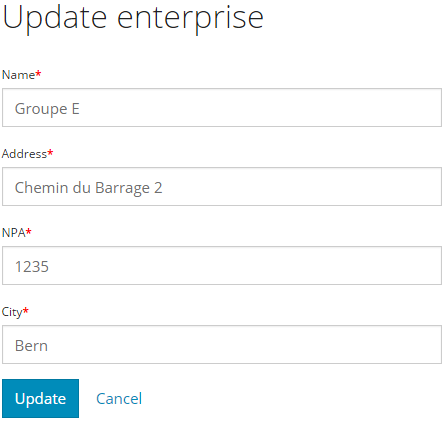 Update enterprise
Name*
Groupe E
Address*
Chemin du Barrage 2
NPA*
1235
City*
Bern
Update Cancel